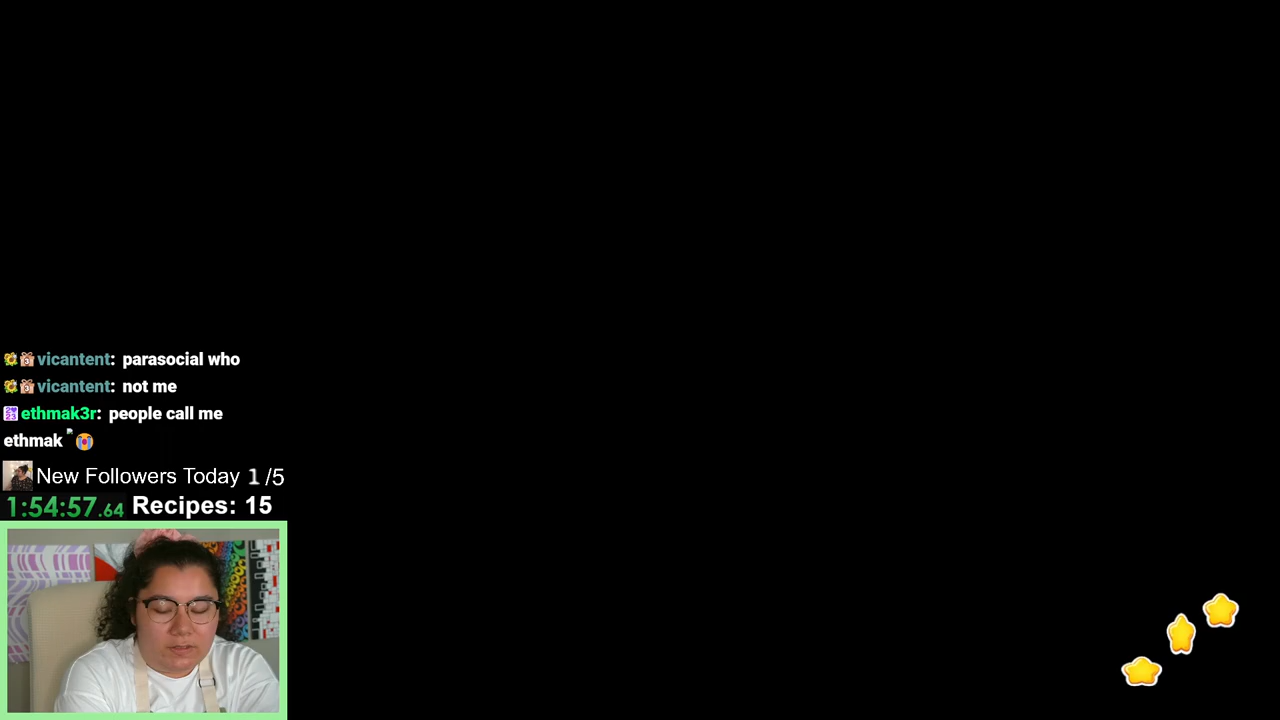 vicantent: parasocial who
vicantent: not me
ethmak3r: people call me
ethmak
New Followers Today 1 /5
1:54:57.64 Recipes: 15